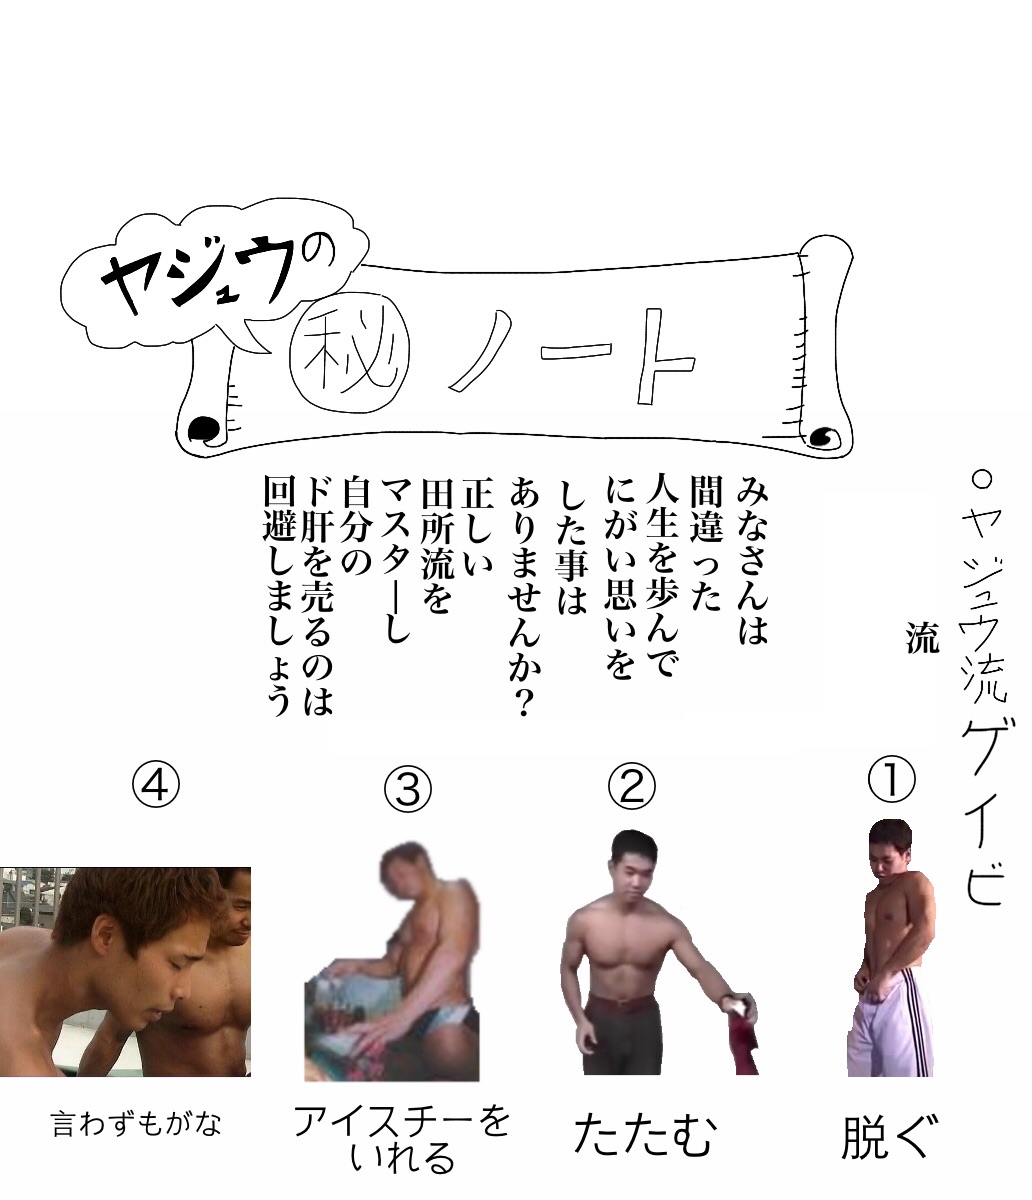 ヤジュウの
㊙ノート
○ヤジュウ流ゲイビ
流
みなさんは
間違った
人生を歩んで
にがい思いを
した事は
ありませんか?
正しい
田所流を
マスターし
自分の
ド肝を売るのは
回避しましょう
①
脱ぐ
②
たたむ
③
アイスチーを
いれる
④
言わずもがな